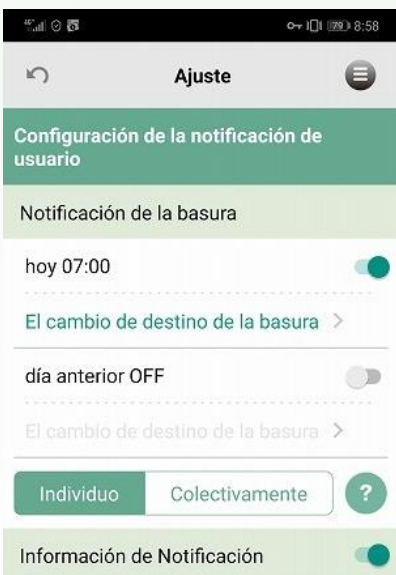 79 8:58
Ajuste
Configuración de la notificación de
usuario
Notificación de la basura
hoy 07:00
El cambio de destino de la basura
día anterior OFF
El cambio de destino de la basura
Individuo Colectivamente ?
Información de Notificación